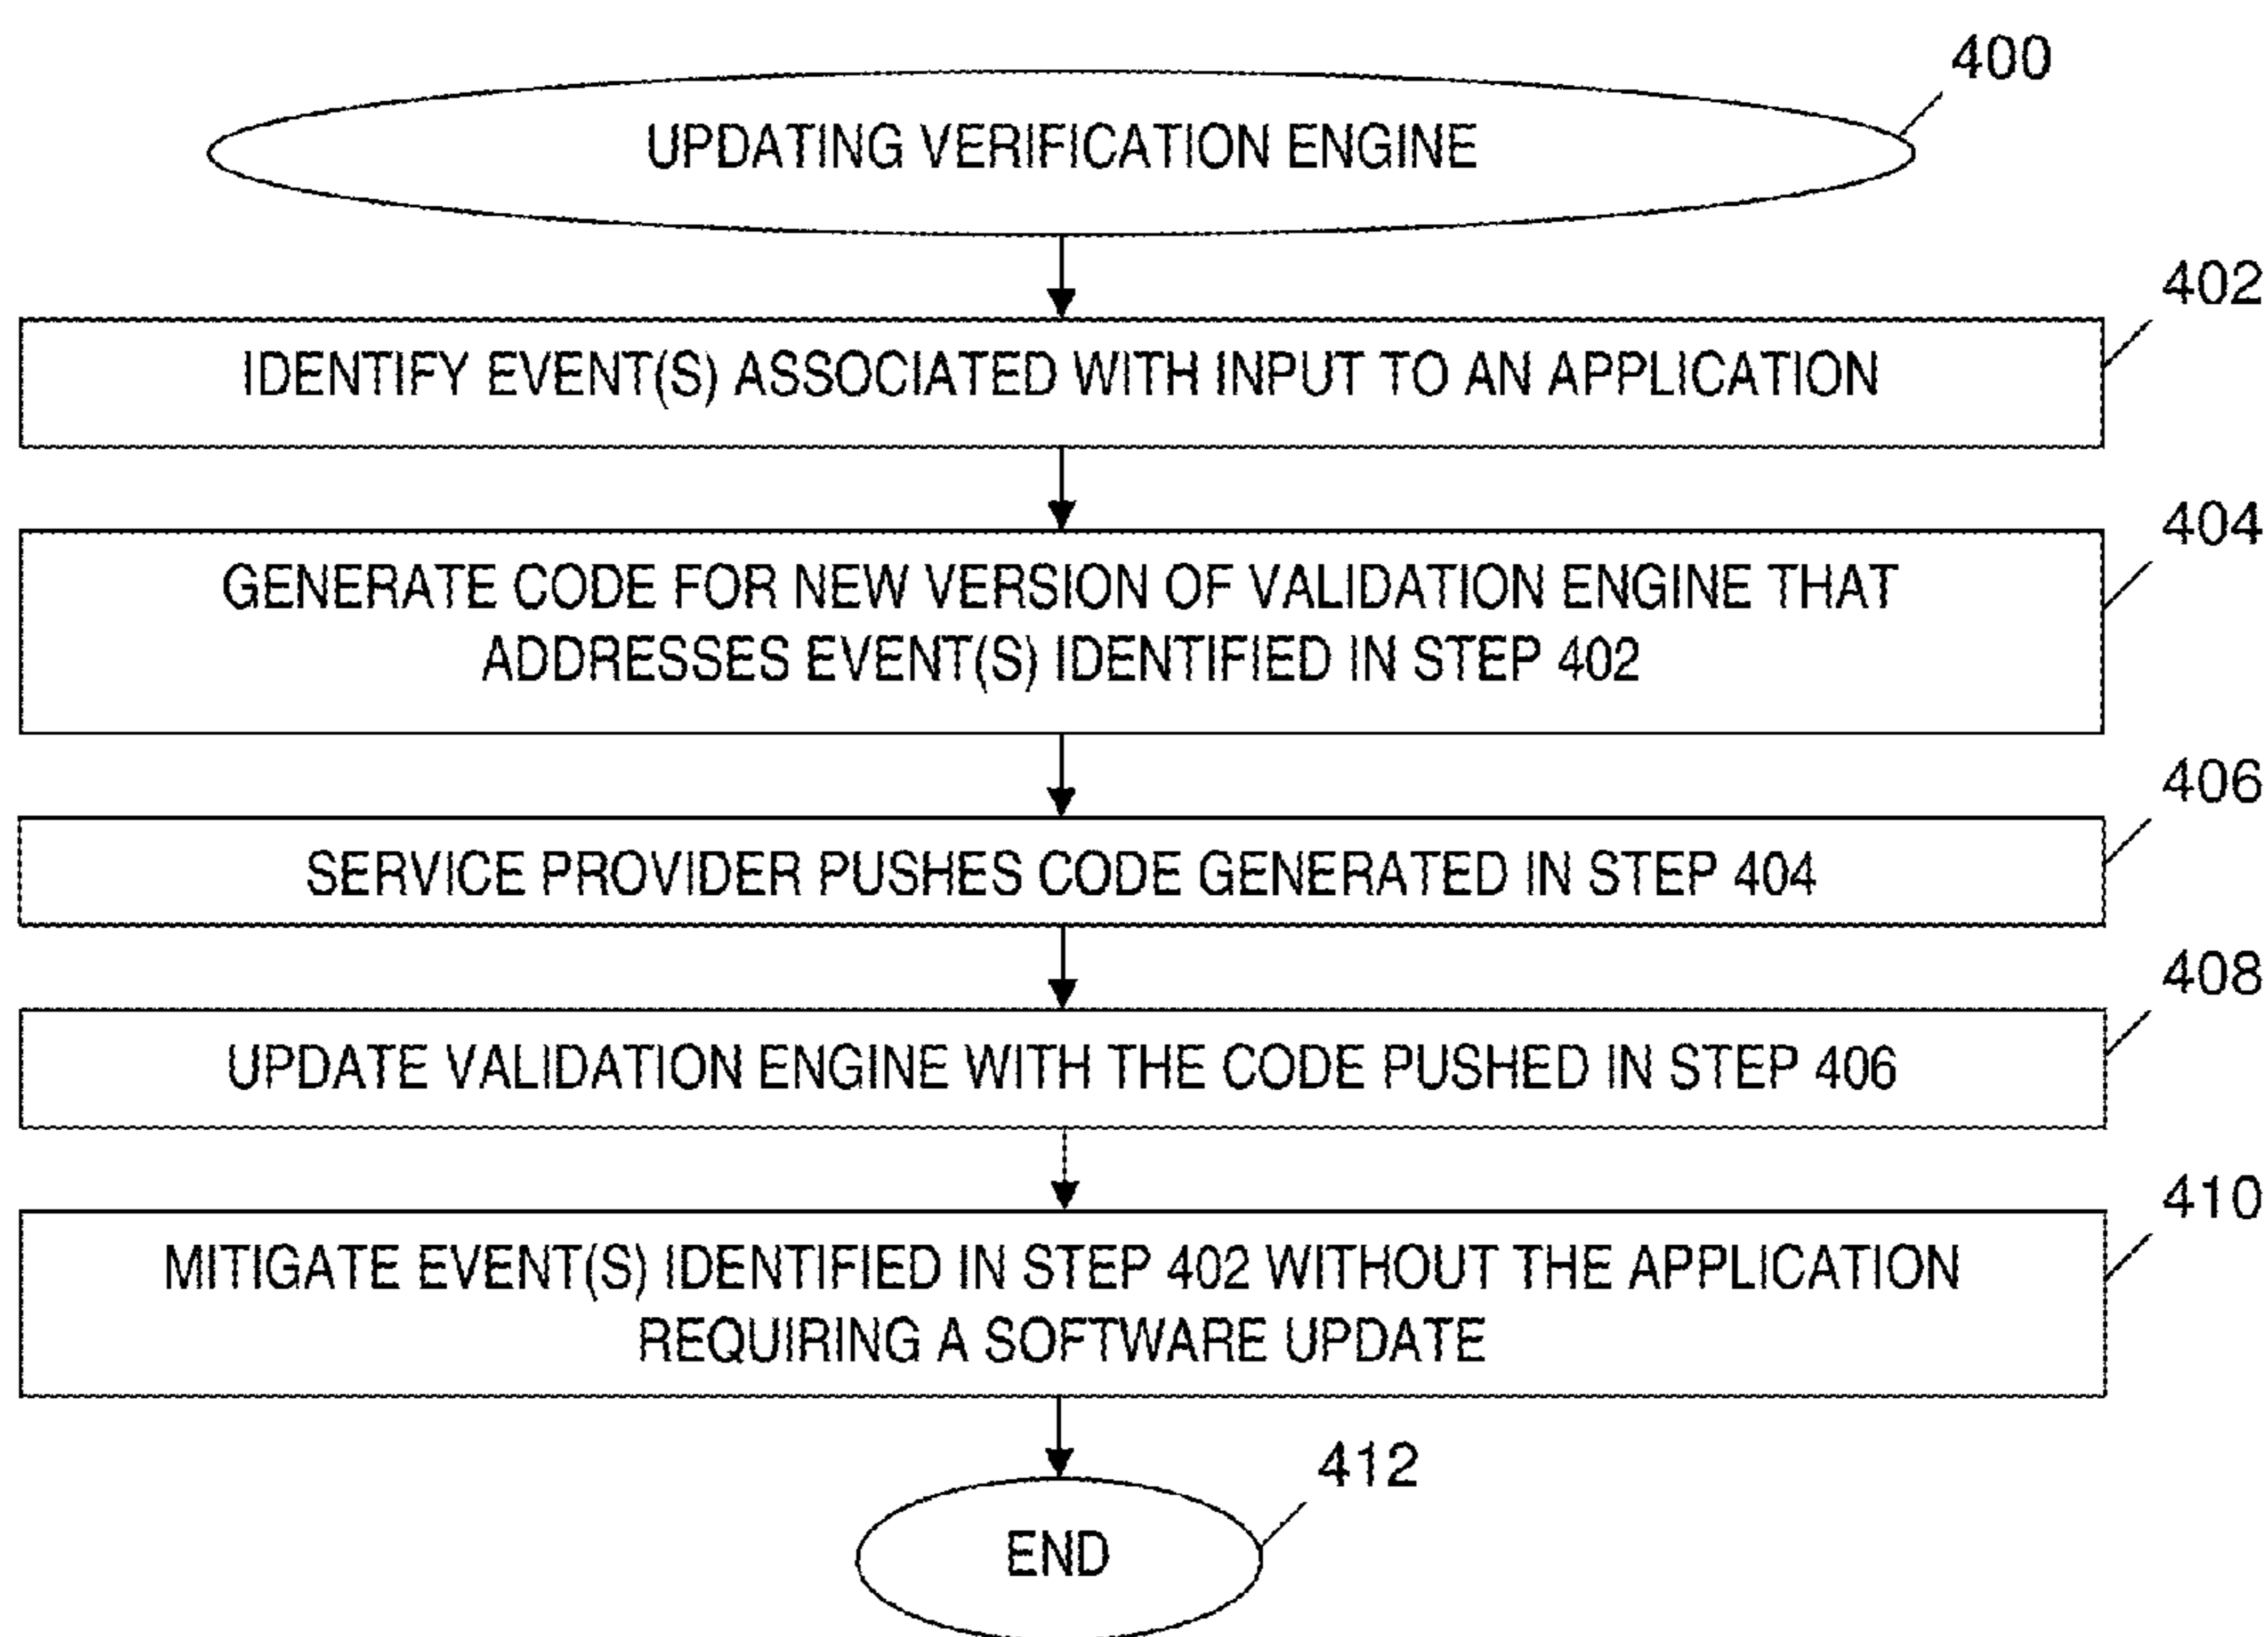 400
UPDATING VERIFICATION ENGINE
402
IDENTIFY EVENT(S) ASSOCIATED WITH INPUT TO AN APPLICATION
404
GENERATE CODE FOR NEW VERSION OF VALIDATION ENGINE THAT
ADDRESSES EVENT(S) IDENTIFIED IN STEP 402
406
SERVICE PROVIDER PUSHES CODE GENERATED IN STEP 404
408
UPDATE VALIDATION ENGINE WITH THE CODE PUSHED IN STEP 406
410
MITIGATE EVENT(S) IDENTIFIED IN STEP 402 WITHOUT THE APPLICATION
REQUIRING A SOFTWARE UPDATE
412
END